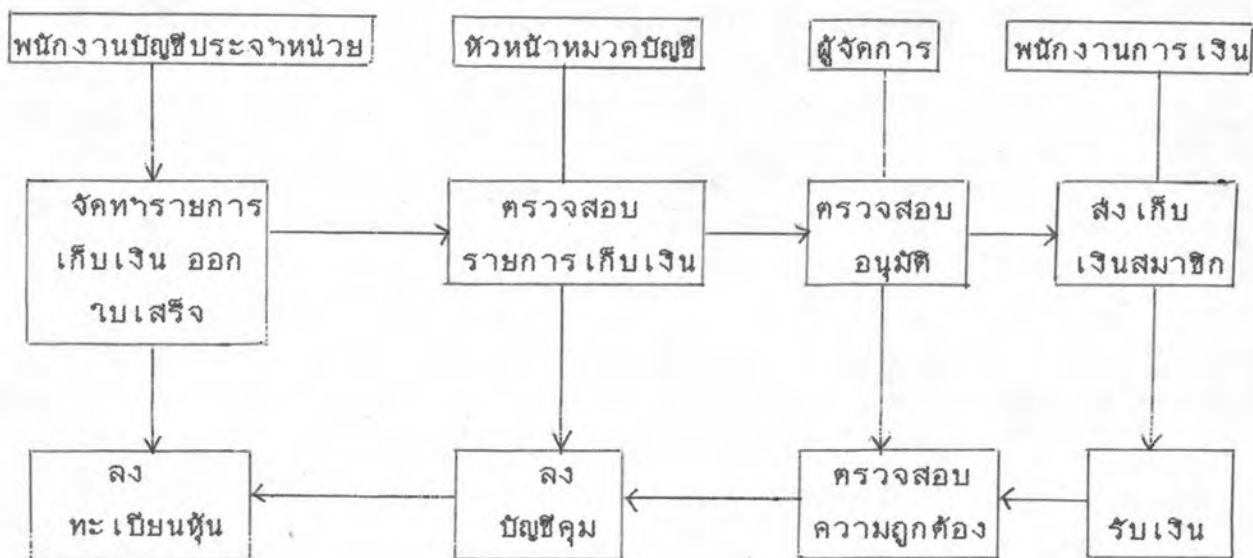 พนักงานบัญชีประจำหน่วย
หัวหน้าหมวดบัญชี
ผู้จัดการ
พนักงานการเงิน
จัดทำรายการ
เก็บเงิน ออก
ใบเสร็จ
ตรวจสอบ
รายการเก็บเงิน
ตรวจสอบ
อนุมัติ
ส่งเก็บ
เงินสมาชิก
ลง
ทะเบียนหุ้น
ลง
บัญชีคุม
ตรวจสอบ
ความถูกต้อง
รับเงิน